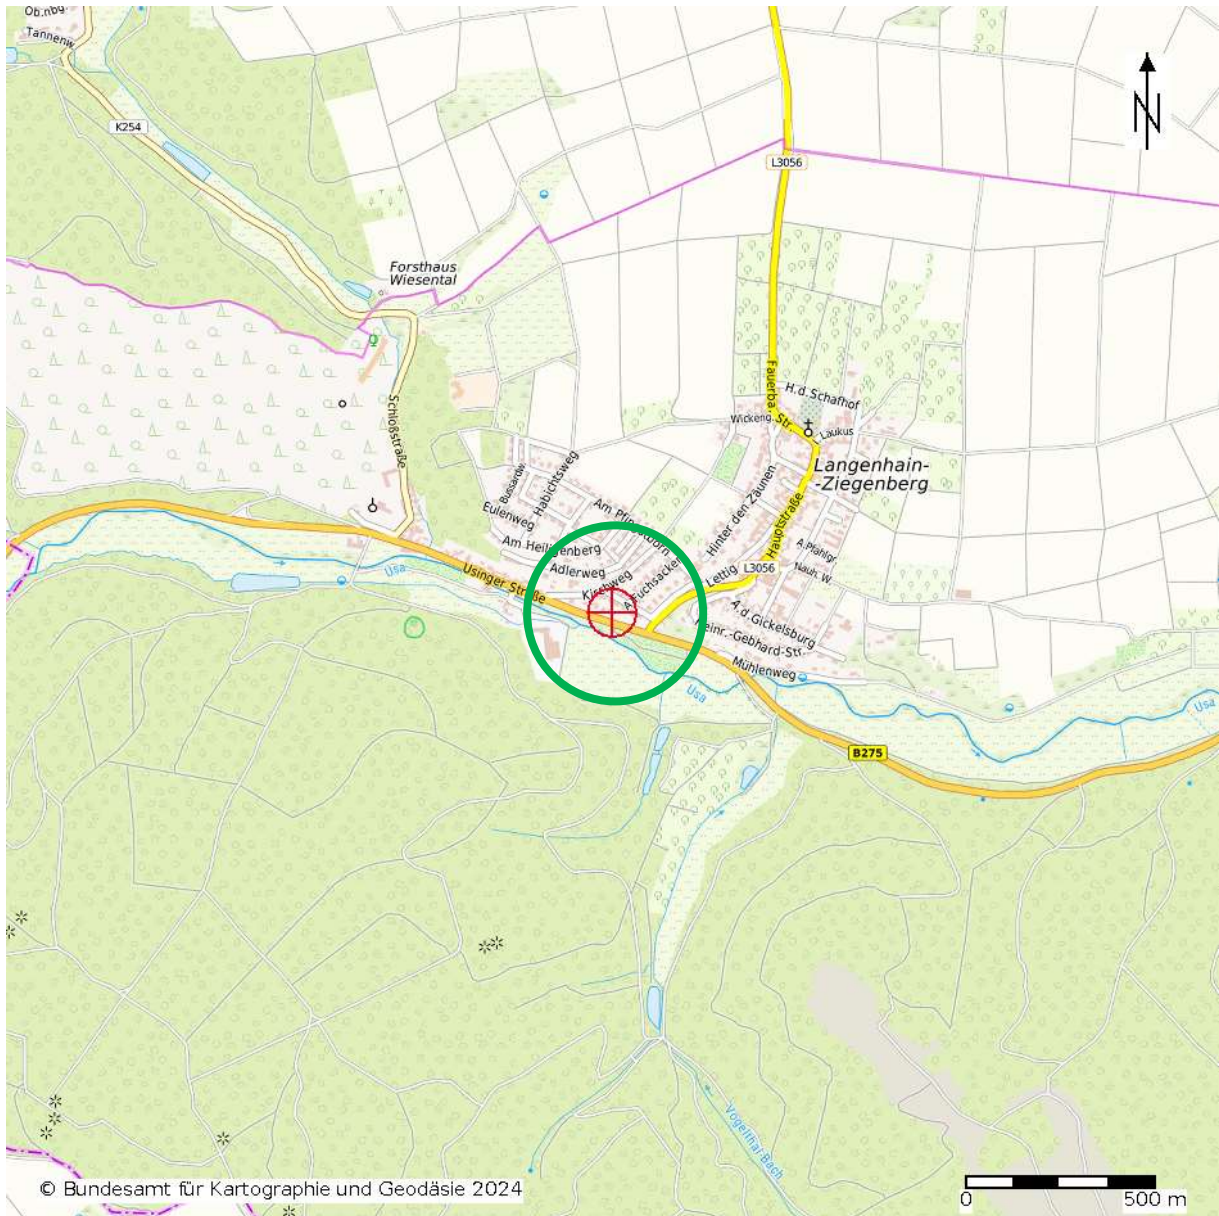 Ob.nbg.
Tannenw.
K254
N
L3056
Forsthaus
Wiesental
Schloßstraße
Fauerba. Str.
H.d.Schafhof
Wickeng.
Laukus
Langenhain-
-Ziegenberg
Bussardw.
Habichtsweg
Eulenweg
Am Pfingstborn
Am Heiligenberg
Adlerweg
Kirschweg
A.Fuchsacker
Hinter den Zäunen
Hauptstraße
Lettig
L3056
A.Pfahlgr.
Nauh. W.
A.d.Gickelsburg
Heinr.-Gebhard-Str.
Mühlenweg
Usinger Straße
Usa
Usa
Usa
B275
Vogelthal-Bach
© Bundesamt für Kartographie und Geodäsie 2024
0 500 m